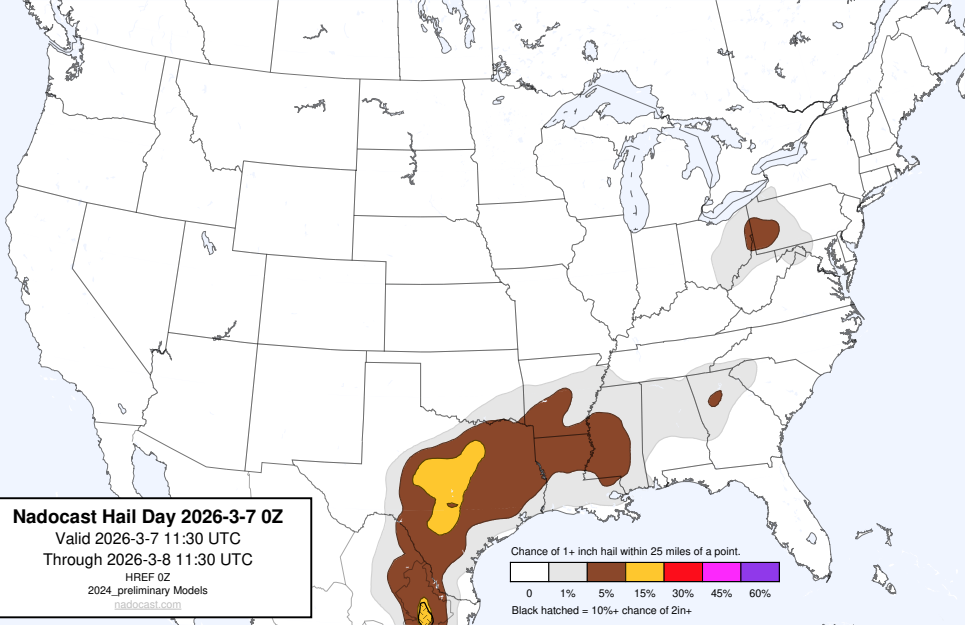 Nadocast Hail Day 2026-3-7 0Z
Valid 2026-3-7 11:30 UTC
Through 2026-3-8 11:30 UTC
HREF 0Z
2024_preliminary Models
nadocast.com
Chance of 1+ inch hail within 25 miles of a point.
0 1% 5% 15% 30% 45% 60%
Black hatched = 10%+ chance of 2in+